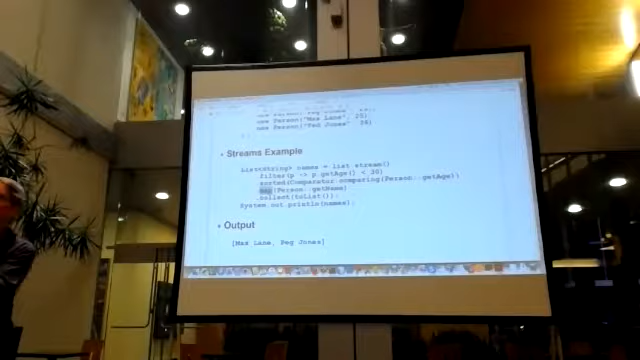 new Person("Max Lane", 25)
new Person("Peg Jones" 26)
• Streams Example
List<String> names = list stream()
.filter(p -> p getAge() < 30)
.sorted(Comparator.comparing(Person::getAge))
.map(Person::getName)
.collect(toList());
System.out.println(names);
• Output
[Max Lane, Peg Jones]